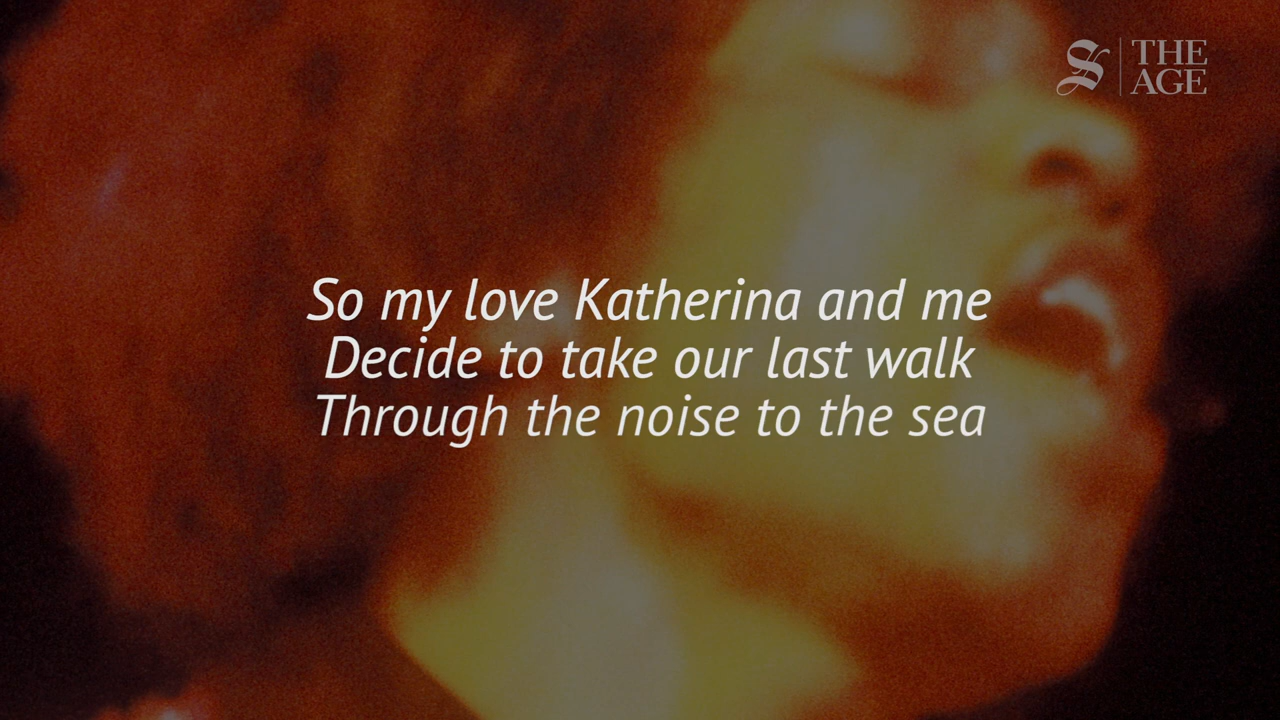 THE
AGE
So my love Katherina and me
Decide to take our last walk
Through the noise to the sea